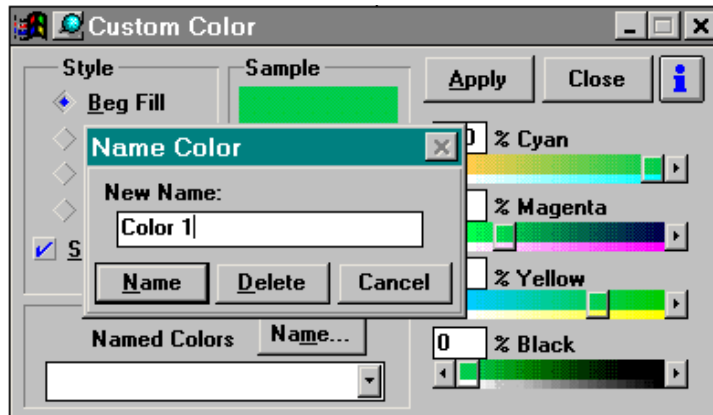 Custom Color
Style
Sample
Apply
Close
i
Beg Fill
Name Color
% Cyan
New Name:
Color 1
% Magenta
S
Name
Delete
Cancel
% Yellow
Named Colors
Name...
0
% Black